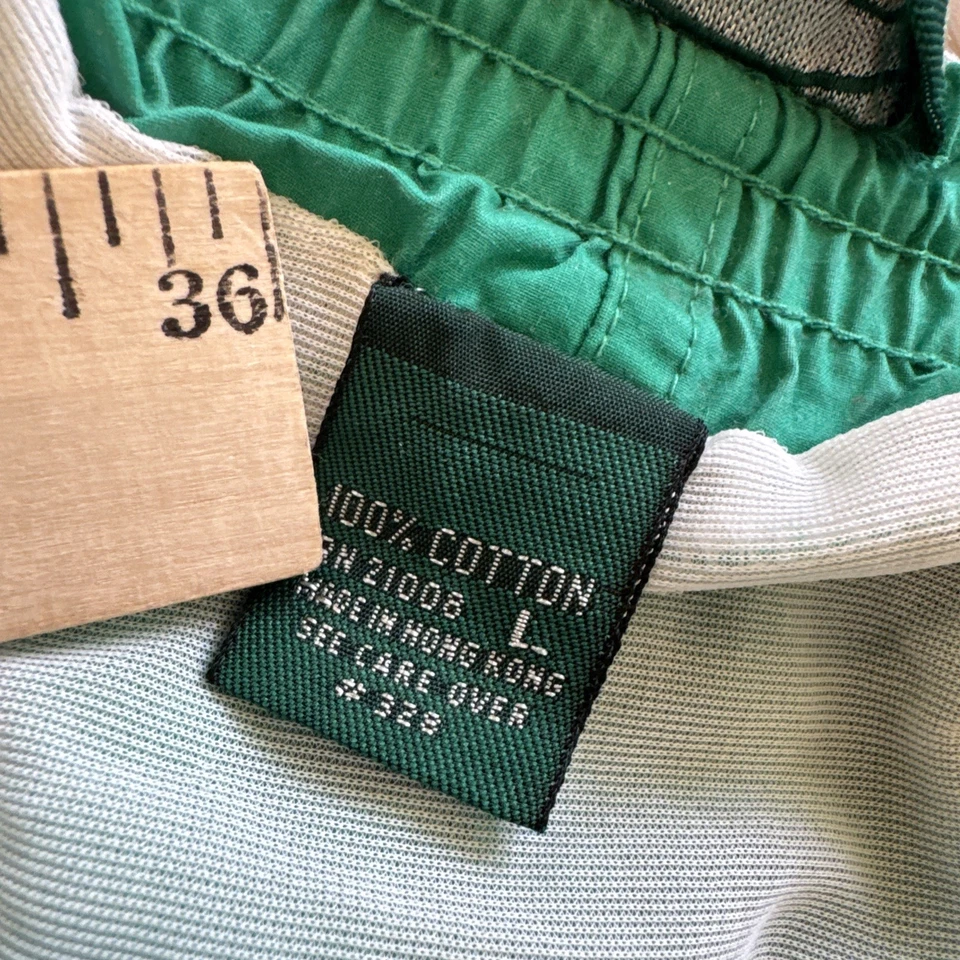 36
100% COTTON
RN 21008 L
MADE IN HONG KONG
SEE CARE OVER
# 328